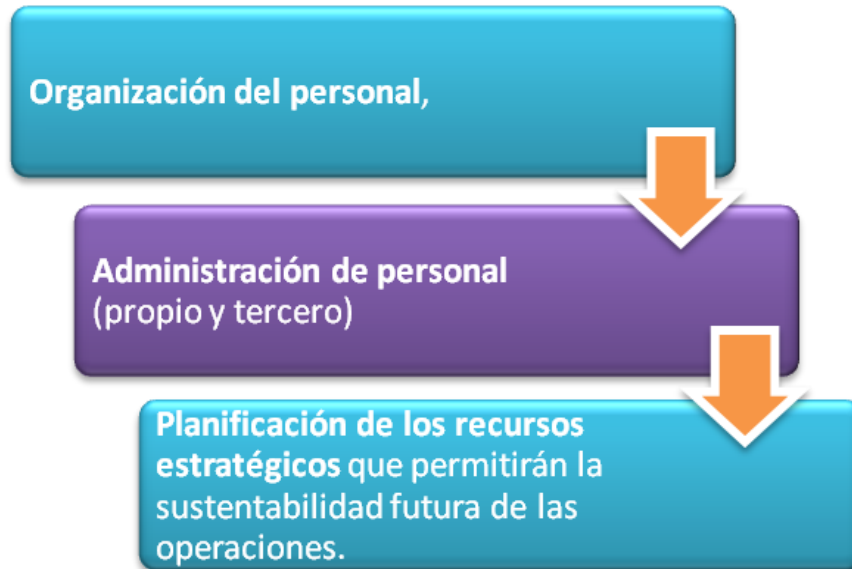 Organización del personal,
Administración de personal
(propio y tercero)
Planificación de los recursos
estratégicos que permitirán la
sustentabilidad futura de las
operaciones.